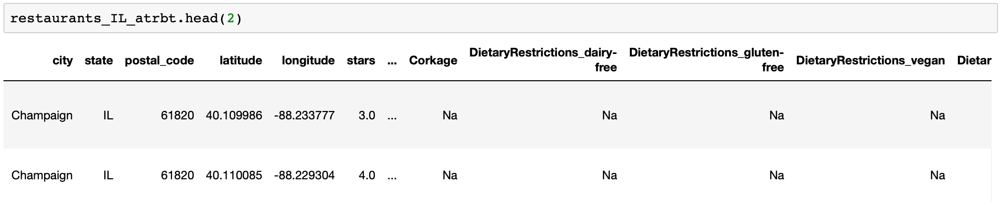 restaurants_IL_atrbt.head(2)
city state postal_code latitude longitude stars ... Corkage DietaryRestrictions_dairy-free DietaryRestrictions_gluten-free DietaryRestrictions_vegan Dietar
Champaign IL 61820 40.109986 -88.233777 3.0 ... Na Na Na Na
Champaign IL 61820 40.110085 -88.229304 4.0 ... Na Na Na Na